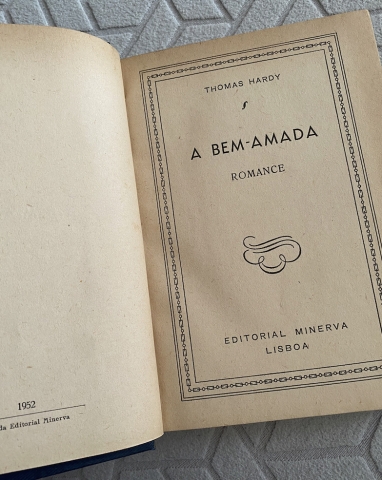 1952
da Editorial Minerva
THOMAS HARDY
A BEM-AMADA
ROMANCE
EDITORIAL MINERVA
LISBOA